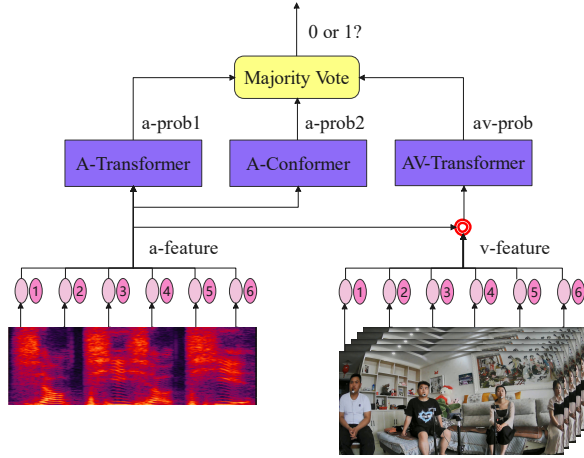 0 or 1?
Majority Vote
a-prob1
a-prob2
av-prob
A-Transformer
A-Conformer
AV-Transformer
a-feature
v-feature
1 2 3 4 5 6
1 2 3 4 5 6